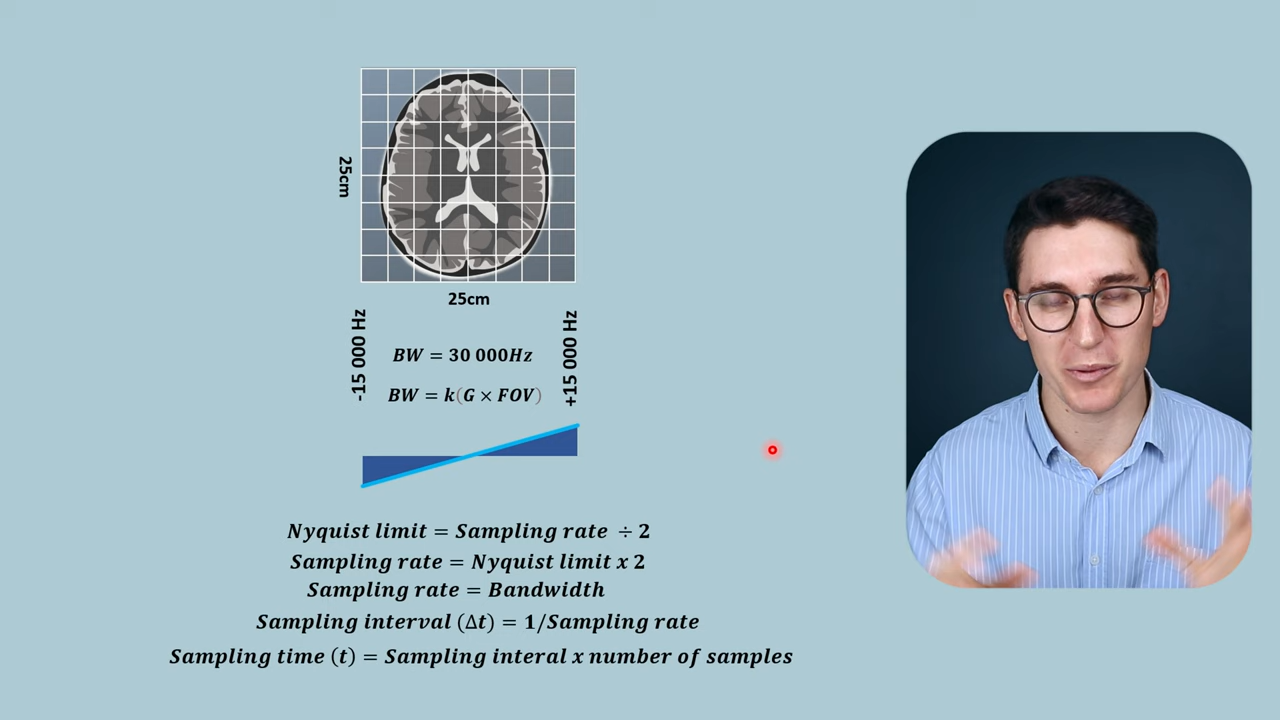 25cm
25cm
-15 000 Hz
+15 000 Hz
BW = 30 000Hz
BW = k(G × FOV)
Nyquist limit = Sampling rate ÷ 2
Sampling rate = Nyquist limit x 2
Sampling rate = Bandwidth
Sampling interval (Δt) = 1/Sampling rate
Sampling time (t) = Sampling interal x number of samples